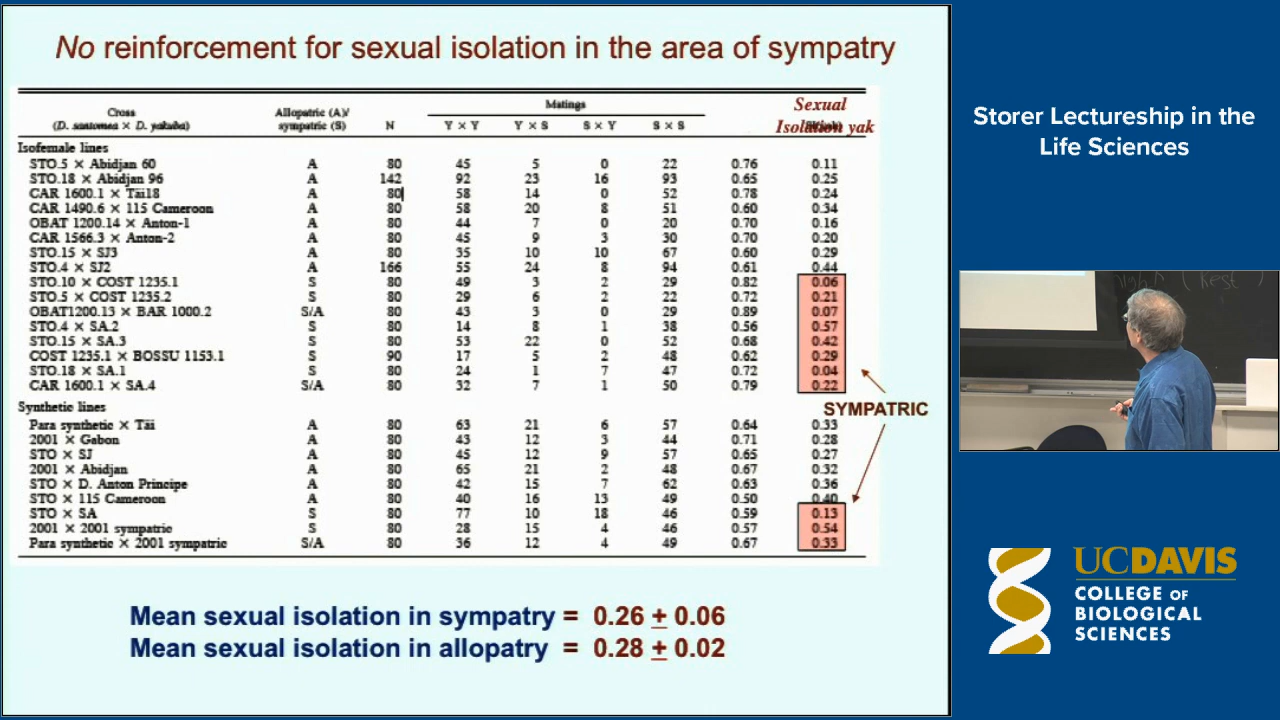 No reinforcement for sexual isolation in the area of sympatry
Cross Allopatric (A)/ Matings Sexual
(D. santomea × D. yakuba) sympatric (S) N Y × Y Y × S S × Y S × S Isolation yak
Isofemale lines
STO.5 × Abidjan 60 A 80 45 5 0 22 0.76 0.11
STO.18 × Abidjan 96 A 142 92 23 16 93 0.65 0.25
CAR 1600.1 × Tai18 A 80 58 14 0 52 0.78 0.24
CAR 1490.6 × 115 Cameroon A 80 58 20 8 51 0.60 0.34
OBAT 1200.14 × Anton-1 A 80 44 7 0 20 0.70 0.16
CAR 1566.3 × Anton-2 A 80 45 9 3 30 0.70 0.20
STO.15 × SJ3 A 80 35 10 10 67 0.60 0.29
STO.4 × SJ2 A 166 55 24 8 94 0.61 0.44
STO.10 × COST 1235.1 S 80 49 3 2 29 0.82 0.06
STO.5 × COST 1235.2 S 80 29 6 2 22 0.72 0.21
OBAT1200.13 × BAR 1000.2 S/A 80 43 3 0 29 0.89 0.07
STO.4 × SA.2 S 80 14 8 1 38 0.56 0.57
STO.15 × SA.3 S 80 53 22 0 52 0.68 0.42
COST 1235.1 × BOSSU 1153.1 S 90 17 5 2 48 0.62 0.29
STO.18 × SA.1 S 80 24 1 7 47 0.72 0.04
CAR 1600.1 × SA.4 S/A 80 32 7 1 50 0.79 0.22
Synthetic lines
SYMPATRIC
Para synthetic × Tai A 80 63 21 6 57 0.64 0.33
2001 × Gabon A 80 43 12 3 44 0.71 0.28
STO × SJ A 80 45 12 9 57 0.65 0.27
2001 × Abidjan A 80 65 21 2 48 0.67 0.32
STO × D. Anton Principe A 80 42 15 7 62 0.63 0.36
STO × 115 Cameroon A 80 40 16 13 49 0.50 0.40
STO × SA S 80 77 10 18 46 0.59 0.13
2001 × 2001 sympatric S 80 28 15 4 46 0.57 0.54
Para synthetic × 2001 sympatric S/A 80 36 12 4 49 0.67 0.33
Mean sexual isolation in sympatry = 0.26 ± 0.06
Mean sexual isolation in allopatry = 0.28 ± 0.02
Storer Lectureship in the
Life Sciences
(Rest)
UCDAVIS
COLLEGE OF
BIOLOGICAL
SCIENCES